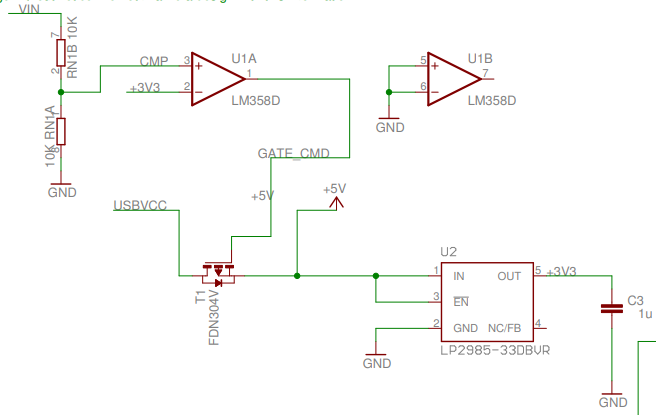 VIN
RN1B 10K
7
2
10K RN1A
CMP
+3V3
3
2
1
U1A
LM358D
5
6
7
U1B
LM358D
GND
GND
GATE_CMD
+5V
+5V
USBVCC
T1
FDN304V
U2
1
IN
OUT
5
+3V3
3
EN
2
GND
NC/FB
4
LP2985-33DBVR
C3
1u
GND
GND